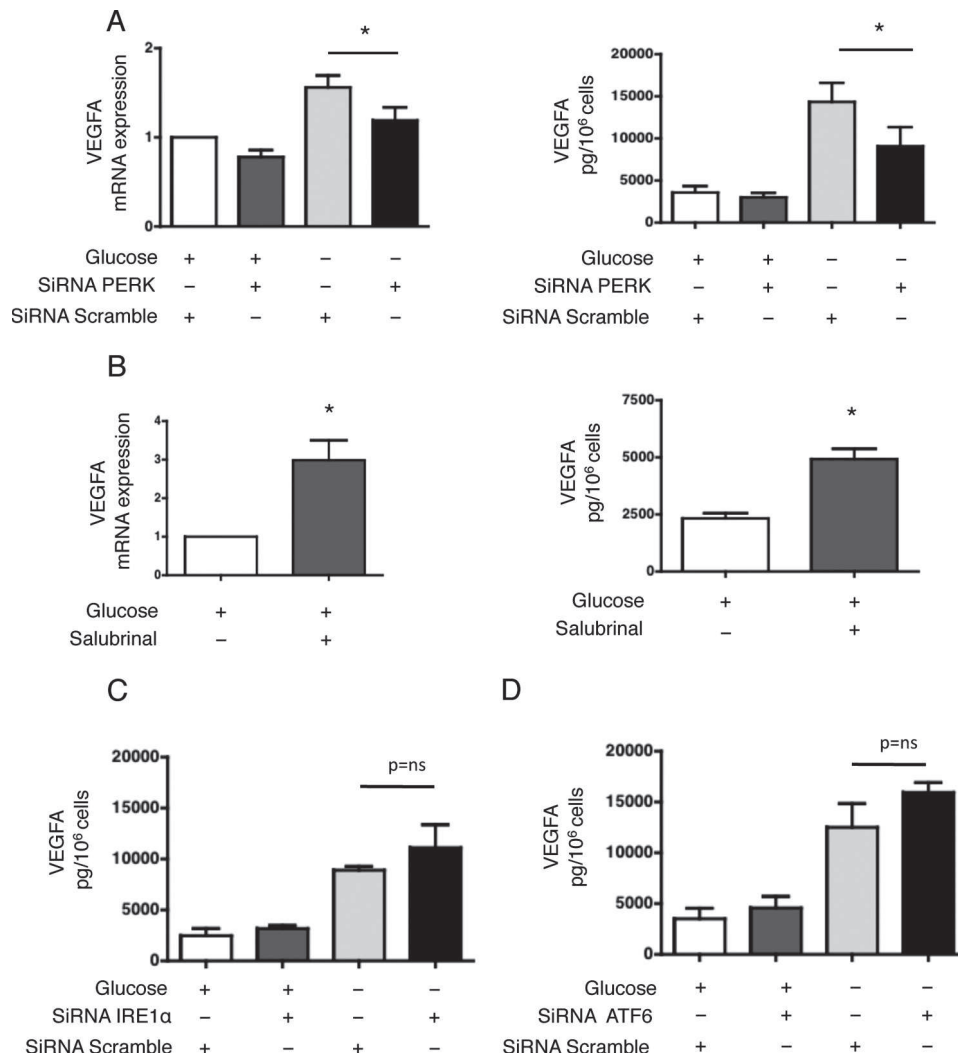 A
VEGFA
mRNA expression
2
1
0
*
Glucose + + – –
SiRNA PERK – + – +
SiRNA Scramble + – + –
VEGFA
pg/10⁶ cells
20000
15000
10000
5000
0
*
Glucose + + – –
SiRNA PERK – + – +
SiRNA Scramble + – + –
B
VEGFA
mRNA expression
4
3
2
1
0
*
Glucose + +
Salubrinal – +
VEGFA
pg/10⁶ cells
7500
5000
2500
0
*
Glucose + +
Salubrinal – +
C
VEGFA
pg/10⁶ cells
20000
15000
10000
5000
0
p=ns
Glucose + + – –
SiRNA IRE1α – + – +
SiRNA Scramble + – + –
D
VEGFA
pg/10⁶ cells
20000
15000
10000
5000
0
p=ns
Glucose + + – –
SiRNA ATF6 – + – +
SiRNA Scramble + – + –